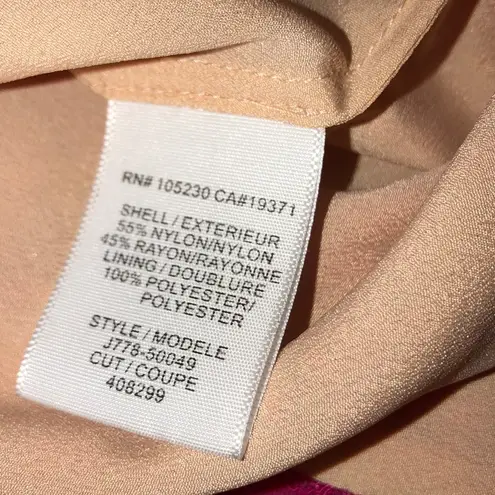 RN# 105230 CA#19371
SHELL/EXTERIEUR
55% NYLON/NYLON
45% RAYON/RAYONNE
LINING/DOUBLURE
100% POLYESTER/
POLYESTER
STYLE/MODELE
J778-50049
CUT/COUPE
408299